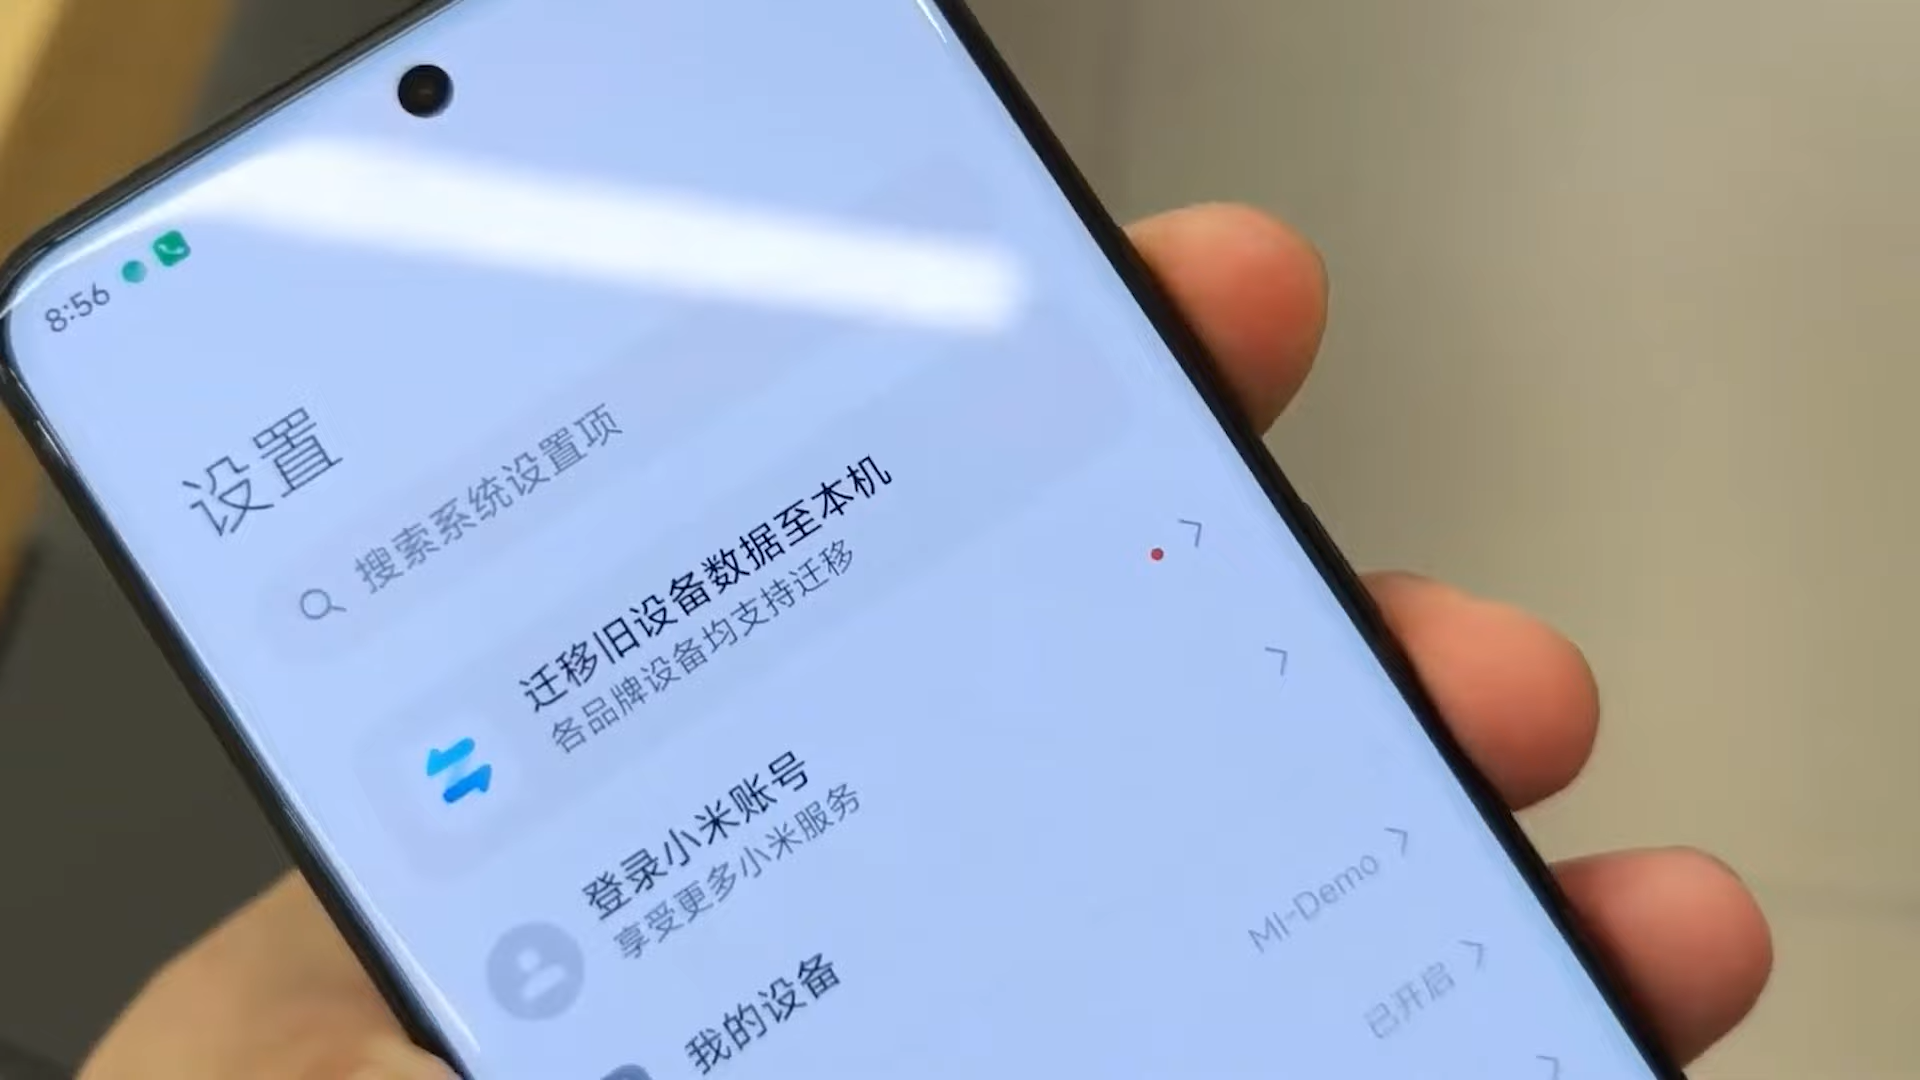 8:56
设置
搜索系统设置项
迁移旧设备数据至本机
各品牌设备均支持迁移
登录小米账号
享受更多小米服务
我的设备
MI-Demo
已开启